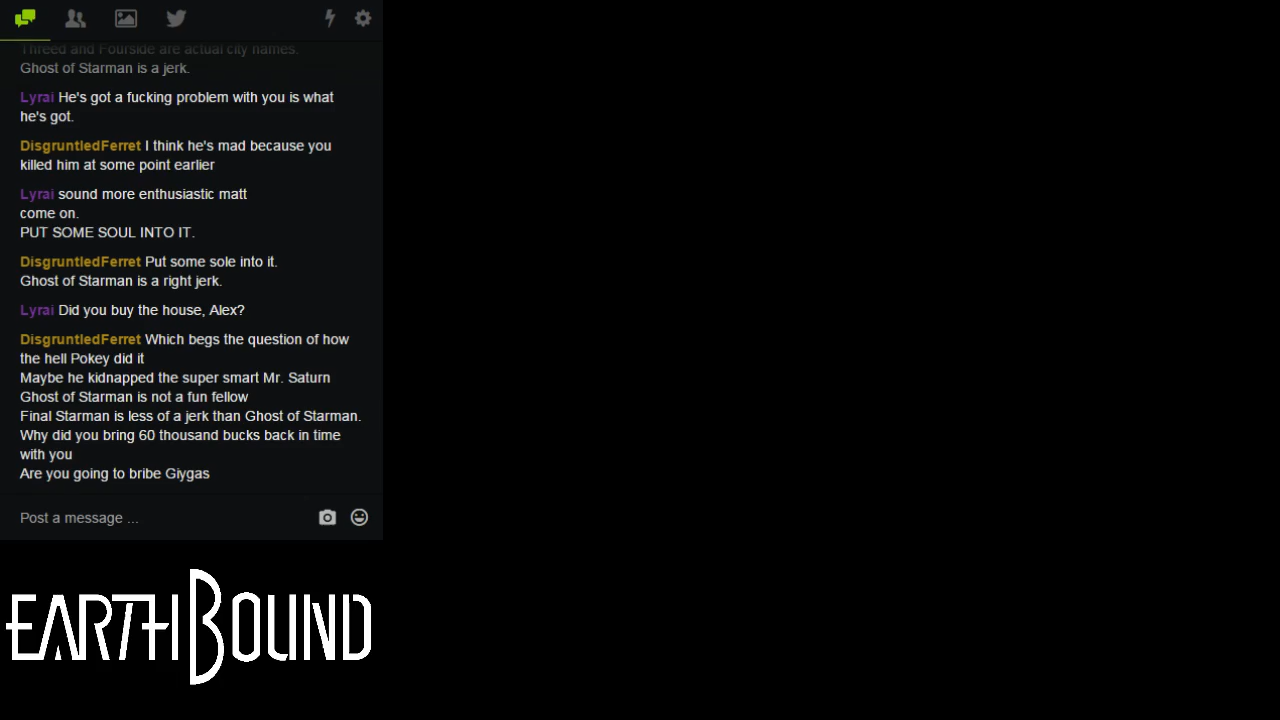 Threed and Fourside are actual city names.
Ghost of Starman is a jerk.
Lyrai He's got a fucking problem with you is what
he's got.
DisgruntledFerret I think he's mad because you
killed him at some point earlier
Lyrai sound more enthusiastic matt
come on.
PUT SOME SOUL INTO IT.
DisgruntledFerret Put some sole into it.
Ghost of Starman is a right jerk.
Lyrai Did you buy the house, Alex?
DisgruntledFerret Which begs the question of how
the hell Pokey did it
Maybe he kidnapped the super smart Mr. Saturn
Ghost of Starman is not a fun fellow
Final Starman is less of a jerk than Ghost of Starman.
Why did you bring 60 thousand bucks back in time
with you
Are you going to bribe Giygas
Post a message ...
EARTHBOUND